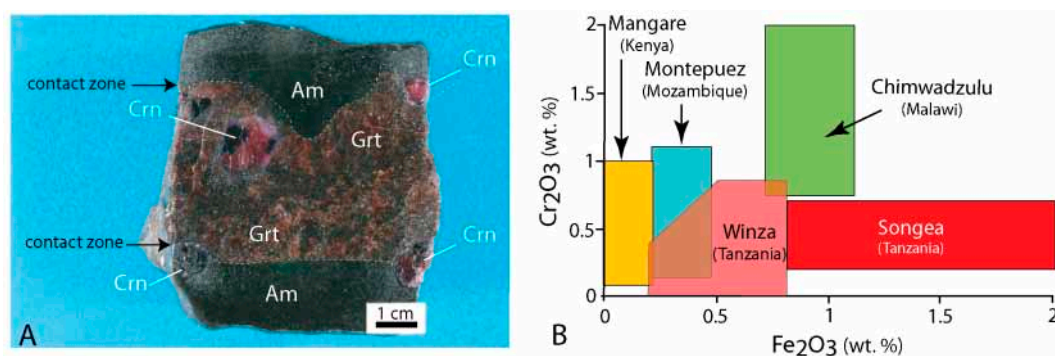 contact zone
Crn
Am
Crn
Grt
Grt
contact zone
Crn
Crn
Am
1 cm
A
Cr2O3 (wt. %)
2
1.5
1
0.5
0
Mangare
(Kenya)
Montepuez
(Mozambique)
Chimwadzulu
(Malawi)
Winza
(Tanzania)
Songea
(Tanzania)
0 0.5 1 1.5 2
B
Fe2O3 (wt. %)